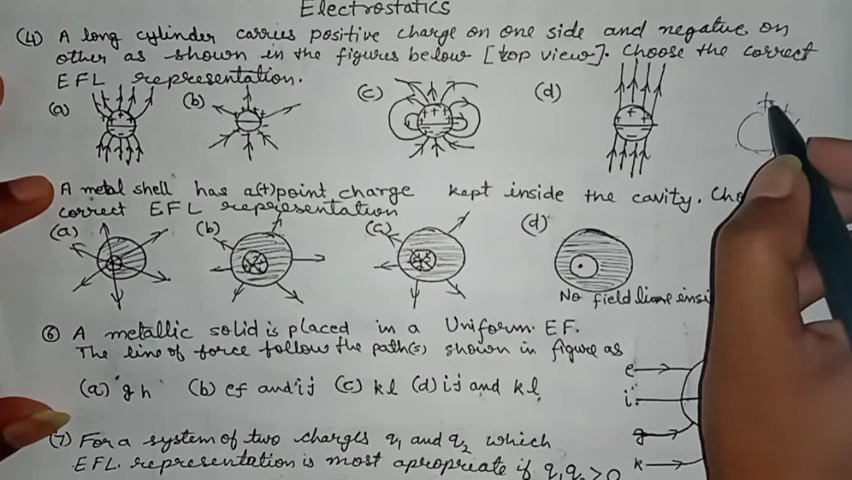 Electrostatics
(4) A long cylinder carries positive charge on one side and negative on
other as shown in the figures below [top view]. Choose the correct
EFL representation.
(a) (b) (c) (d)
A metal shell has a(+)point charge kept inside the cavity.
correct EFL representation
(a) (b) (c) (d)
No field line
(6) A metallic solid is placed in a Uniform EF.
The line of force follow the path(s) shown in figure as
(a) gh (b) ef and ij (c) kl (d) ij and kl
e
i
g
k
(7) For a system of two charges q1 and q2 which
EFL representation is most apropriate if q1q2 > 0